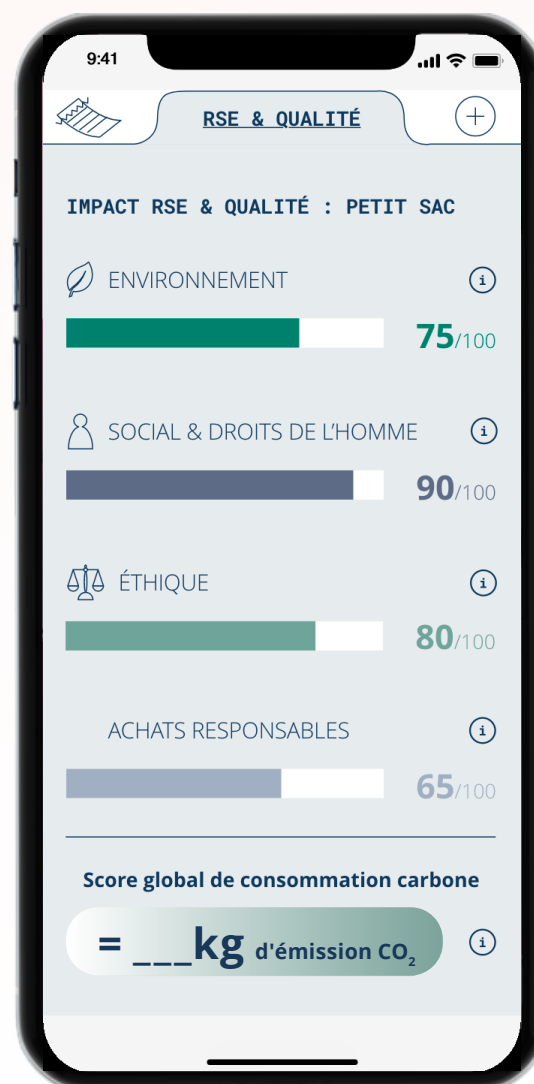 9:41
RSE & QUALITÉ
IMPACT RSE & QUALITÉ : PETIT SAC
ENVIRONNEMENT
i
75/100
SOCIAL & DROITS DE L'HOMME
i
90/100
ÉTHIQUE
i
80/100
ACHATS RESPONSABLES
i
65/100
Score global de consommation carbone
= ___kg d'émission CO₂
i